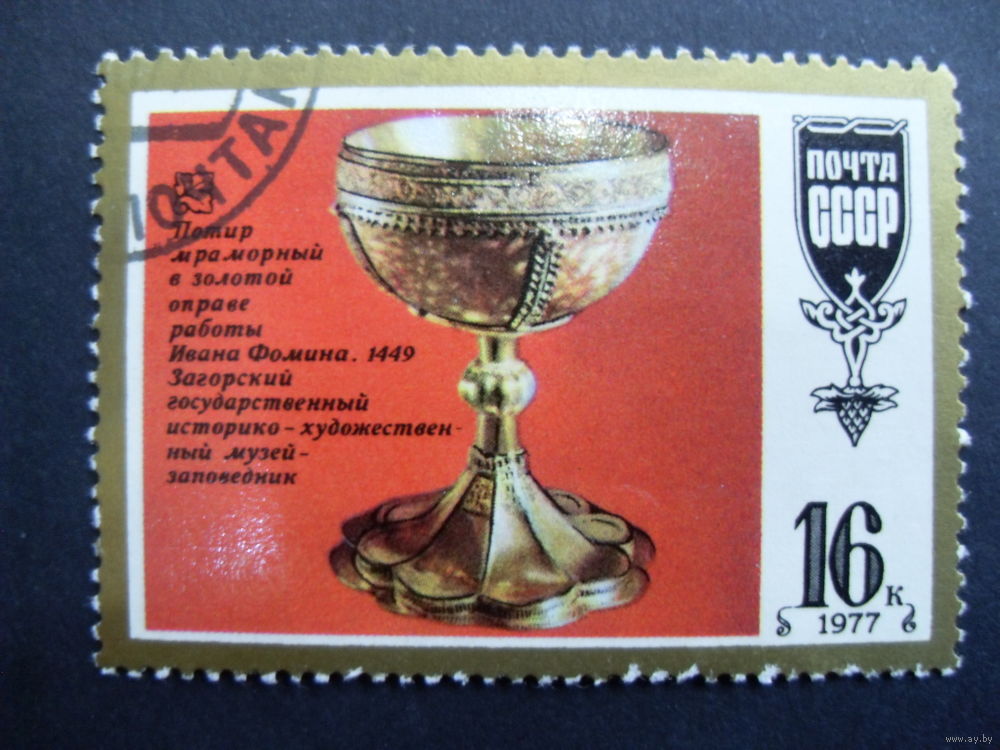 ПОЧТА
Потир
мраморный
в золотой
оправе
работы
Ивана Фомина. 1449
Загорский
государственный
историко-художествен-
ный музей-
заповедник
ПОЧТА
СССР
16 к
1977
www.ay.by